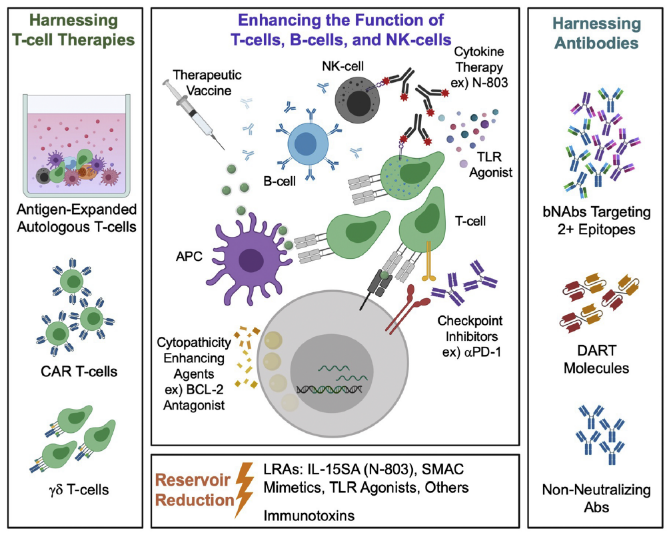 Harnessing
T-cell Therapies
Antigen-Expanded
Autologous T-cells
CAR T-cells
γδ T-cells
Enhancing the Function of
T-cells, B-cells, and NK-cells
Therapeutic
Vaccine
NK-cell
Cytokine
Therapy
ex) N-803
B-cell
TLR
Agonist
APC
T-cell
Cytopathicity
Enhancing
Agents
ex) BCL-2
Antagonist
Checkpoint
Inhibitors
ex) αPD-1
Reservoir
Reduction
LRAs: IL-15SA (N-803), SMAC
Mimetics, TLR Agonists, Others
Immunotoxins
Harnessing
Antibodies
bNAbs Targeting
2+ Epitopes
DART
Molecules
Non-Neutralizing
Abs